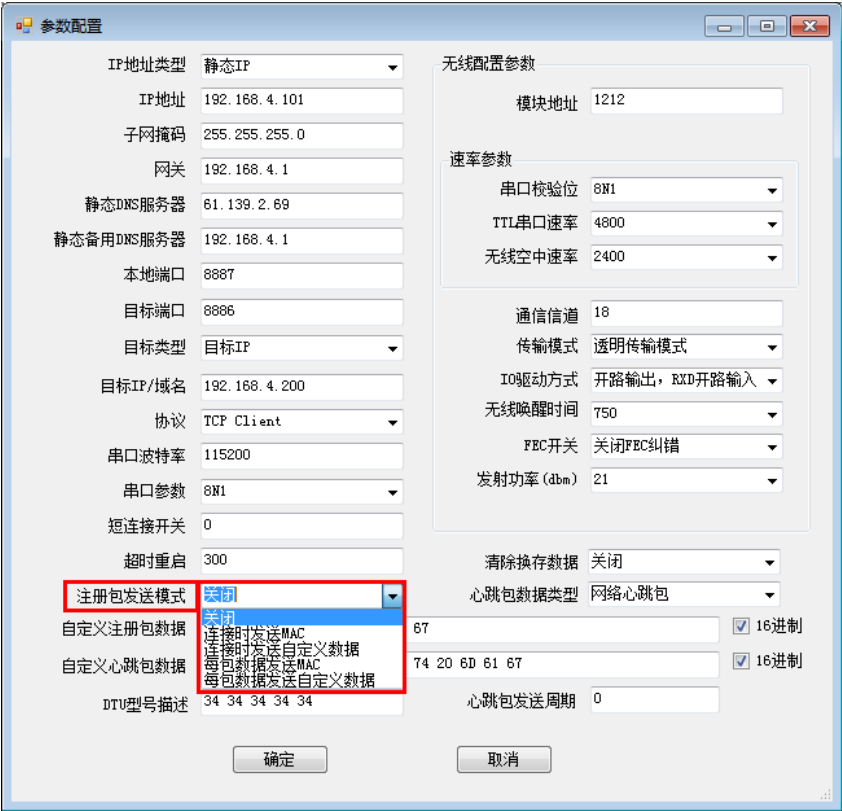 参数配置
IP地址类型 静态IP
IP地址 192.168.4.101
子网掩码 255.255.255.0
网关 192.168.4.1
静态DNS服务器 61.139.2.69
静态备用DNS服务器 192.168.4.1
本地端口 8887
目标端口 8886
目标类型 目标IP
目标IP/域名 192.168.4.200
协议 TCP Client
串口波特率 115200
串口参数 8N1
短连接开关 0
超时重启 300
注册包发送模式 关闭
关闭
连接时发送MAC
连接时发送自定义数据
每包数据发送MAC
每包数据发送自定义数据
自定义注册包数据 67 16进制
自定义心跳包数据 74 20 6D 61 67 16进制
DTU型号描述 34 34 34 34 34
无线配置参数
模块地址 1212
速率参数
串口校验位 8N1
TTL串口速率 4800
无线空中速率 2400
通信信道 18
传输模式 透明传输模式
IO驱动方式 开路输出，RXD开路输入
无线唤醒时间 750
FEC开关 关闭FEC纠错
发射功率(dbm) 21
清除换存数据 关闭
心跳包数据类型 网络心跳包
心跳包发送周期 0
确定 取消